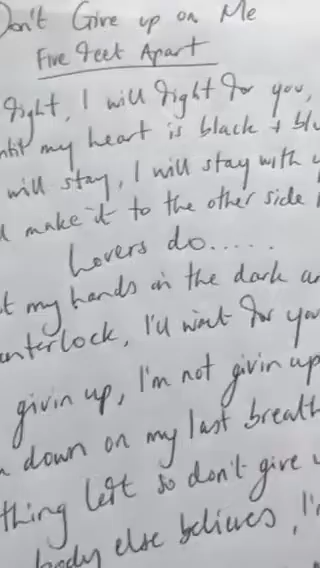 Don't Give up on Me
Five Feet Apart
fight, I will fight for you,
my heart is black + blu
will stay, I will stay with
make it to the other side
Lovers do.....
my hands in the dark an
interlock, I'll wait for you
givin up, I'm not givin up
down on my last breath
thing left so don't give u
body else believes, I'